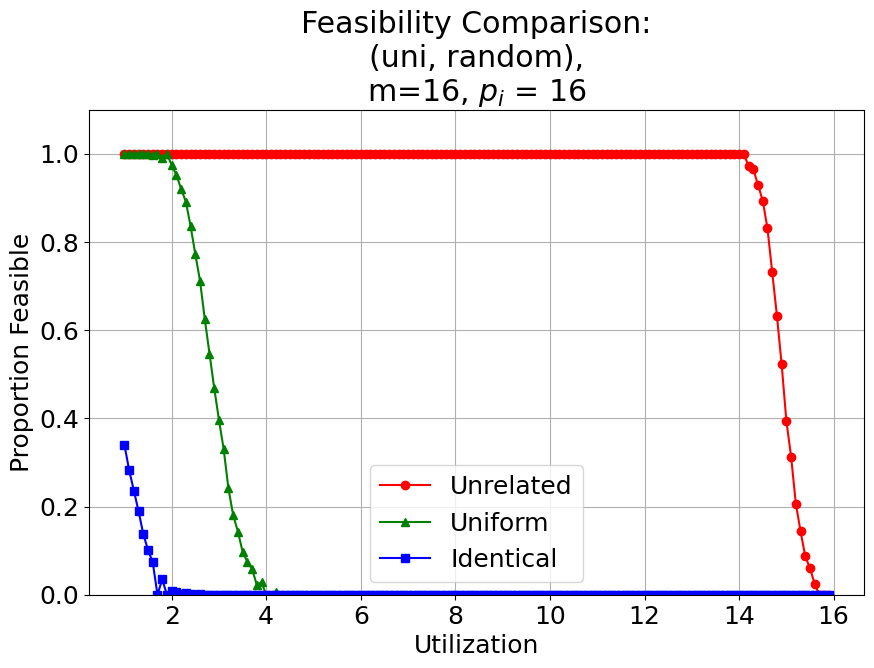 Feasibility Comparison:
(uni, random),
m=16, $p_i$ = 16
Proportion Feasible
1.0
0.8
0.6
0.4
0.2
0.0
Unrelated
Uniform
Identical
2 4 6 8 10 12 14 16
Utilization